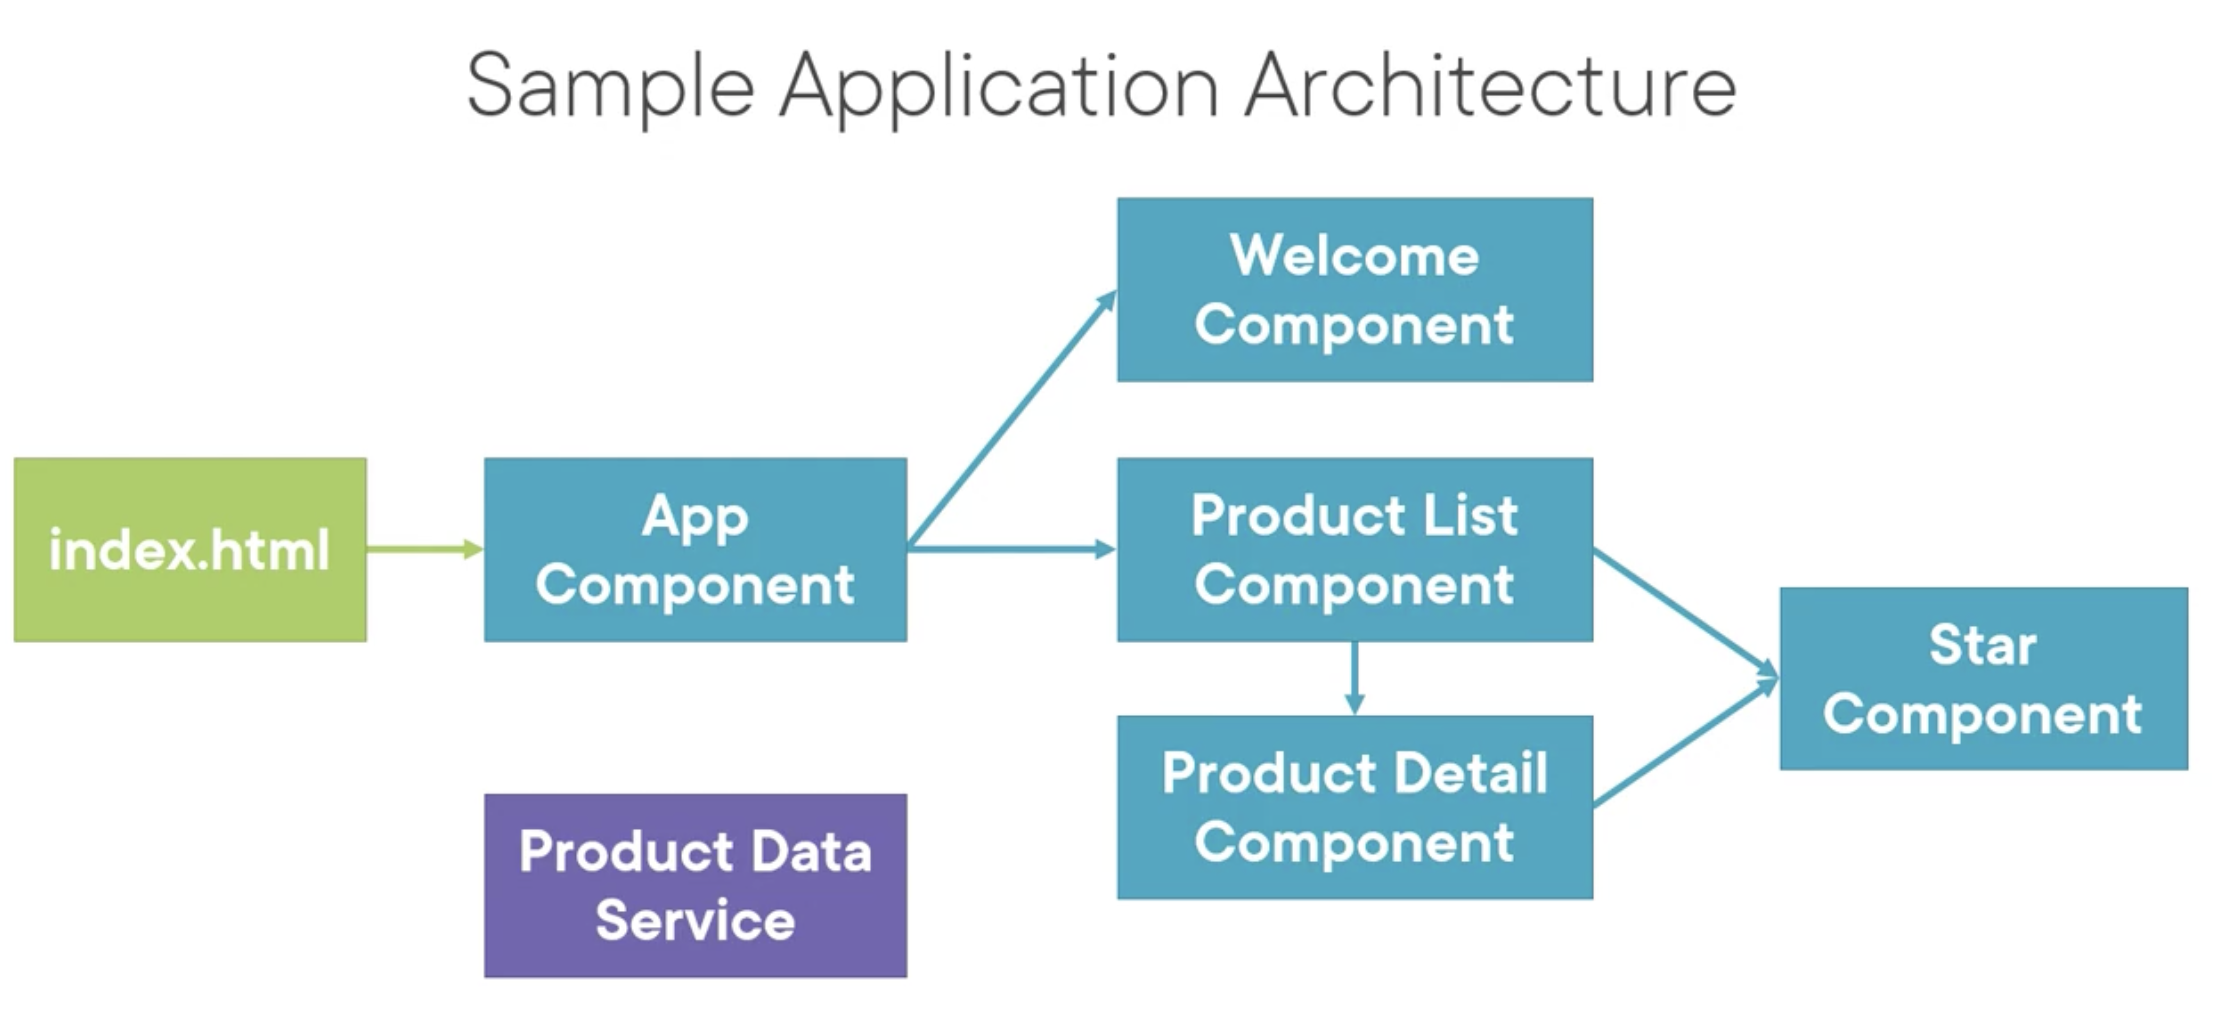 Sample Application Architecture
Welcome
Component
index.html
App
Component
Product List
Component
Star
Component
Product Detail
Component
Product Data
Service